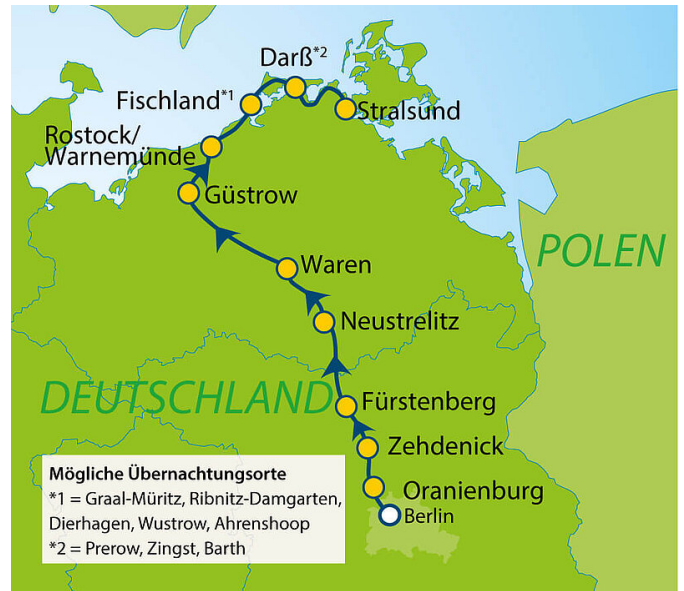 Darß*2
Fischland*1
Stralsund
Rostock/
Warnemünde
Güstrow
POLEN
Waren
Neustrelitz
DEUTSCHLAND
Fürstenberg
Zehdenick
Mögliche Übernachtungsorte
*1 = Graal-Müritz, Ribnitz-Damgarten,
Dierhagen, Wustrow, Ahrenshoop
*2 = Prerow, Zingst, Barth
Oranienburg
Berlin